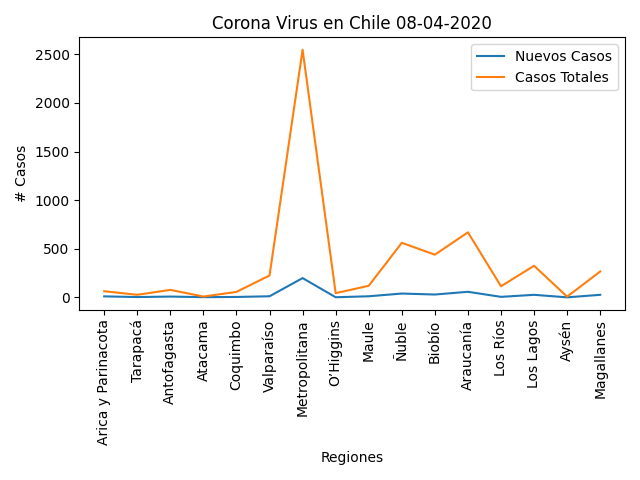 Corona Virus en Chile 08-04-2020
Nuevos Casos
Casos Totales
# Casos
2500
2000
1500
1000
500
0
Arica y Parinacota
Tarapacá
Antofagasta
Atacama
Coquimbo
Valparaíso
Metropolitana
O’Higgins
Maule
Ñuble
Biobío
Araucanía
Los Ríos
Los Lagos
Aysén
Magallanes
Regiones